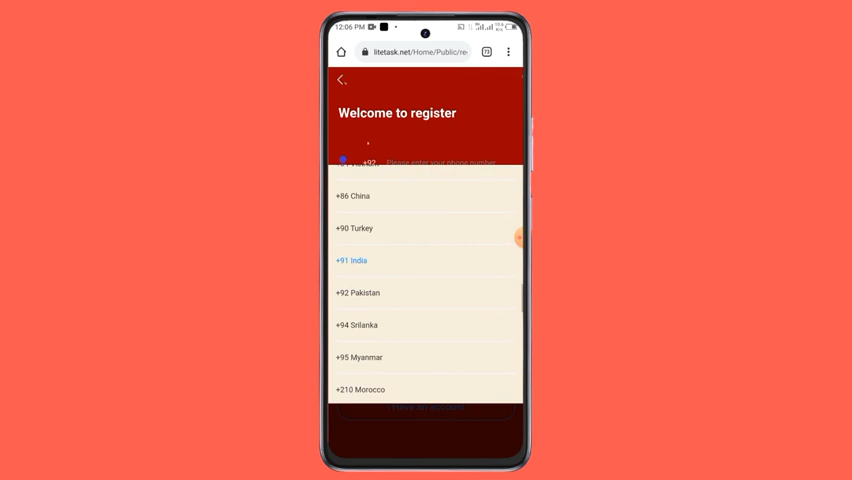 12:06 PM
litetask.net/Home/Public/re
73
Welcome to register
+92
Please enter your phone number
+86 China
+90 Turkey
+91 India
+92 Pakistan
+94 Srilanka
+95 Myanmar
+210 Morocco
Have an account